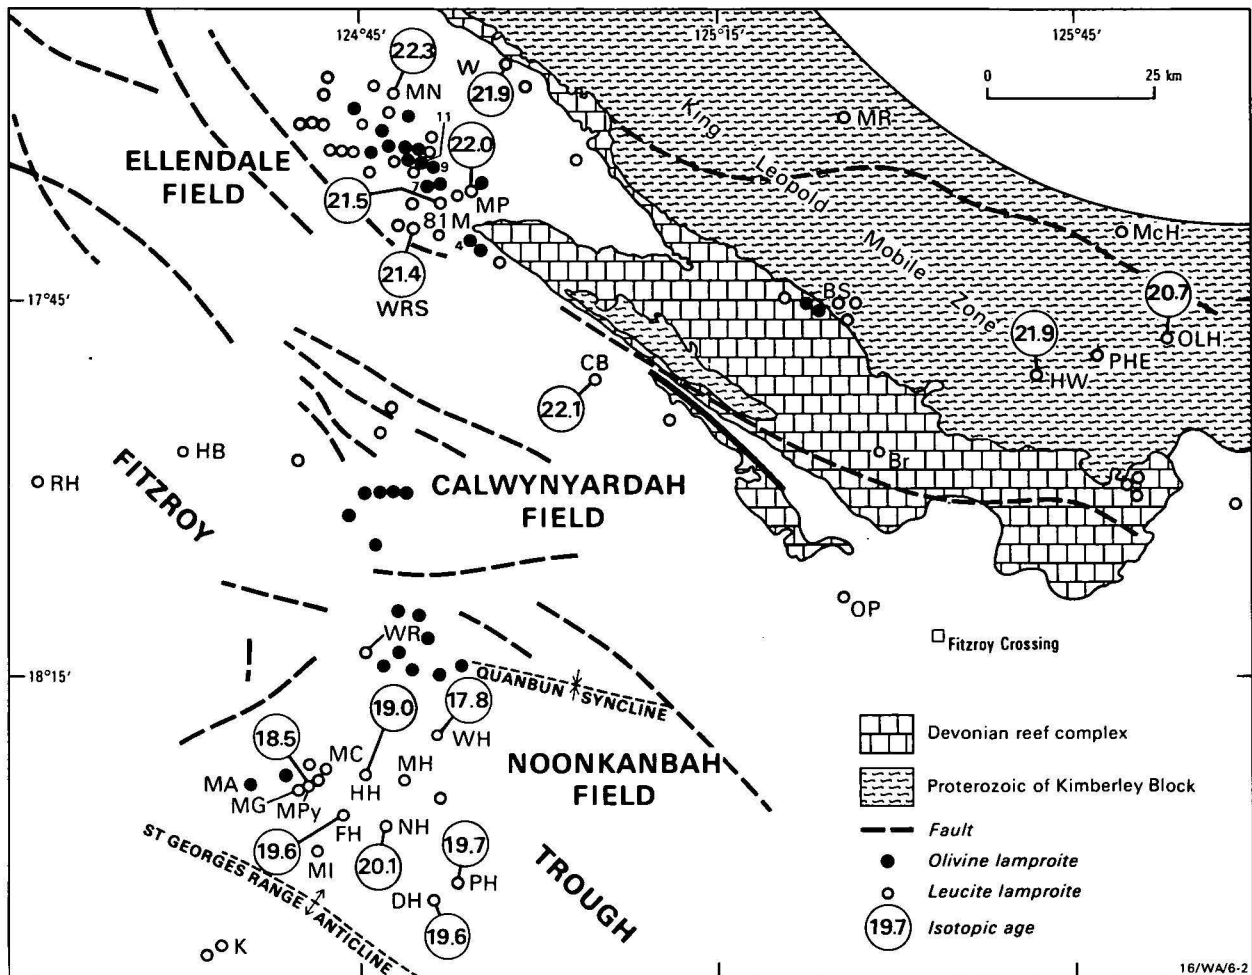 124°45'
125°15'
125°45'
0
25 km
22.3
MN
W
21.9
King
Leopold
Mobile
Zone
MR
11
22.0
9
ELLENDALE
FIELD
7
21.5
MP
81M
4
21.4
WRS
McH
17°45'
BS
20.7
21.9
OLH
PHE
HW
CB
22.1
HB
Br
RH
FITZROY
CALWYNYARDAH
FIELD
OP
Fitzroy Crossing
WR
18°15'
QUANBUN SYNCLINE
19.0
17.8
WH
18.5
MC
MH
NOONKANBAH
FIELD
MA
MG
MPy
HH
FH
NH
19.6
19.7
MI
20.1
PH
ST GEORGES RANGE ANTICLINE
TROUGH
DH
19.6
K
Devonian reef complex
Proterozoic of Kimberley Block
Fault
Olivine lamproite
Leucite lamproite
19.7
Isotopic age
16/WA/6-2